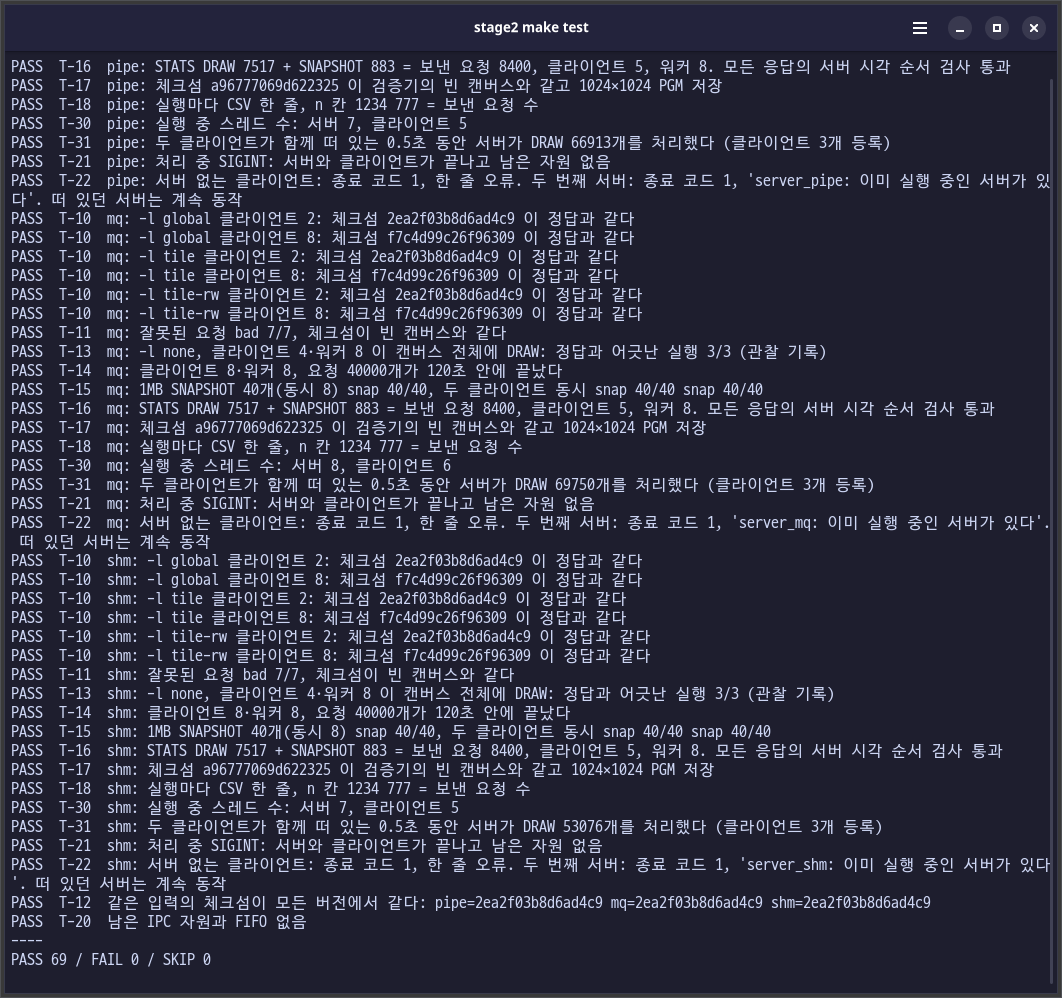 stage2 make test
PASS  T-16  pipe: STATS DRAW 7517 + SNAPSHOT 883 = 보낸 요청 8400, 클라이언트 5, 워커 8. 모든 응답의 서버 시각 순서 검사 통과
PASS  T-17  pipe: 체크섬 a96777069d622325 이 검증기의 빈 캔버스와 같고 1024×1024 PGM 저장
PASS  T-18  pipe: 실행마다 CSV 한 줄, n 칸 1234 777 = 보낸 요청 수
PASS  T-30  pipe: 실행 중 스레드 수: 서버 7, 클라이언트 5
PASS  T-31  pipe: 두 클라이언트가 함께 떠 있는 0.5초 동안 서버가 DRAW 66913개를 처리했다 (클라이언트 3개 등록)
PASS  T-21  pipe: 처리 중 SIGINT: 서버와 클라이언트가 끝나고 남은 자원 없음
PASS  T-22  pipe: 서버 없는 클라이언트: 종료 코드 1, 한 줄 오류. 두 번째 서버: 종료 코드 1, 'server_pipe: 이미 실행 중인 서버가 있
다'. 떠 있던 서버는 계속 동작
PASS  T-10  mq: -l global 클라이언트 2: 체크섬 2ea2f03b8d6ad4c9 이 정답과 같다
PASS  T-10  mq: -l global 클라이언트 8: 체크섬 f7c4d99c26f96309 이 정답과 같다
PASS  T-10  mq: -l tile 클라이언트 2: 체크섬 2ea2f03b8d6ad4c9 이 정답과 같다
PASS  T-10  mq: -l tile 클라이언트 8: 체크섬 f7c4d99c26f96309 이 정답과 같다
PASS  T-10  mq: -l tile-rw 클라이언트 2: 체크섬 2ea2f03b8d6ad4c9 이 정답과 같다
PASS  T-10  mq: -l tile-rw 클라이언트 8: 체크섬 f7c4d99c26f96309 이 정답과 같다
PASS  T-11  mq: 잘못된 요청 bad 7/7, 체크섬이 빈 캔버스와 같다
PASS  T-13  mq: -l none, 클라이언트 4·워커 8 이 캔버스 전체에 DRAW: 정답과 어긋난 실행 3/3 (관찰 기록)
PASS  T-14  mq: 클라이언트 8·워커 8, 요청 40000개가 120초 안에 끝났다
PASS  T-15  mq: 1MB SNAPSHOT 40개(동시 8) snap 40/40, 두 클라이언트 동시 snap 40/40 snap 40/40
PASS  T-16  mq: STATS DRAW 7517 + SNAPSHOT 883 = 보낸 요청 8400, 클라이언트 5, 워커 8. 모든 응답의 서버 시각 순서 검사 통과
PASS  T-17  mq: 체크섬 a96777069d622325 이 검증기의 빈 캔버스와 같고 1024×1024 PGM 저장
PASS  T-18  mq: 실행마다 CSV 한 줄, n 칸 1234 777 = 보낸 요청 수
PASS  T-30  mq: 실행 중 스레드 수: 서버 8, 클라이언트 6
PASS  T-31  mq: 두 클라이언트가 함께 떠 있는 0.5초 동안 서버가 DRAW 69750개를 처리했다 (클라이언트 3개 등록)
PASS  T-21  mq: 처리 중 SIGINT: 서버와 클라이언트가 끝나고 남은 자원 없음
PASS  T-22  mq: 서버 없는 클라이언트: 종료 코드 1, 한 줄 오류. 두 번째 서버: 종료 코드 1, 'server_mq: 이미 실행 중인 서버가 있다'.
 떠 있던 서버는 계속 동작
PASS  T-10  shm: -l global 클라이언트 2: 체크섬 2ea2f03b8d6ad4c9 이 정답과 같다
PASS  T-10  shm: -l global 클라이언트 8: 체크섬 f7c4d99c26f96309 이 정답과 같다
PASS  T-10  shm: -l tile 클라이언트 2: 체크섬 2ea2f03b8d6ad4c9 이 정답과 같다
PASS  T-10  shm: -l tile 클라이언트 8: 체크섬 f7c4d99c26f96309 이 정답과 같다
PASS  T-10  shm: -l tile-rw 클라이언트 2: 체크섬 2ea2f03b8d6ad4c9 이 정답과 같다
PASS  T-10  shm: -l tile-rw 클라이언트 8: 체크섬 f7c4d99c26f96309 이 정답과 같다
PASS  T-11  shm: 잘못된 요청 bad 7/7, 체크섬이 빈 캔버스와 같다
PASS  T-13  shm: -l none, 클라이언트 4·워커 8 이 캔버스 전체에 DRAW: 정답과 어긋난 실행 3/3 (관찰 기록)
PASS  T-14  shm: 클라이언트 8·워커 8, 요청 40000개가 120초 안에 끝났다
PASS  T-15  shm: 1MB SNAPSHOT 40개(동시 8) snap 40/40, 두 클라이언트 동시 snap 40/40 snap 40/40
PASS  T-16  shm: STATS DRAW 7517 + SNAPSHOT 883 = 보낸 요청 8400, 클라이언트 5, 워커 8. 모든 응답의 서버 시각 순서 검사 통과
PASS  T-17  shm: 체크섬 a96777069d622325 이 검증기의 빈 캔버스와 같고 1024×1024 PGM 저장
PASS  T-18  shm: 실행마다 CSV 한 줄, n 칸 1234 777 = 보낸 요청 수
PASS  T-30  shm: 실행 중 스레드 수: 서버 7, 클라이언트 5
PASS  T-31  shm: 두 클라이언트가 함께 떠 있는 0.5초 동안 서버가 DRAW 53076개를 처리했다 (클라이언트 3개 등록)
PASS  T-21  shm: 처리 중 SIGINT: 서버와 클라이언트가 끝나고 남은 자원 없음
PASS  T-22  shm: 서버 없는 클라이언트: 종료 코드 1, 한 줄 오류. 두 번째 서버: 종료 코드 1, 'server_shm: 이미 실행 중인 서버가 있다
'. 떠 있던 서버는 계속 동작
PASS  T-12  같은 입력의 체크섬이 모든 버전에서 같다: pipe=2ea2f03b8d6ad4c9 mq=2ea2f03b8d6ad4c9 shm=2ea2f03b8d6ad4c9
PASS  T-20  남은 IPC 자원과 FIFO 없음
----
PASS 69 / FAIL 0 / SKIP 0